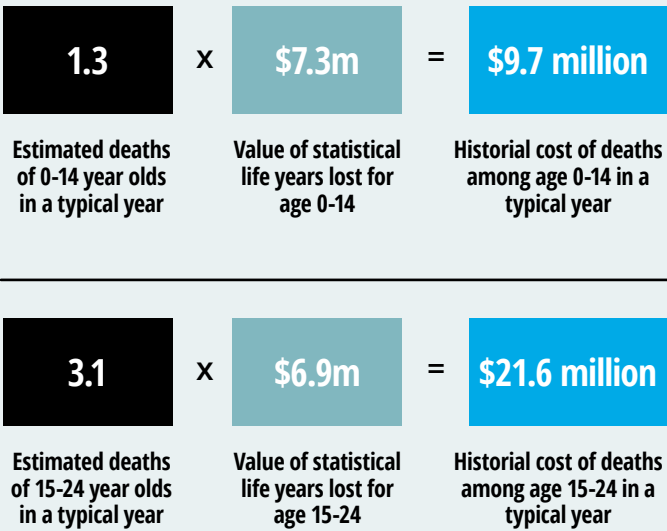 1.3 x $7.3m = $9.7 million
Estimated deaths
of 0-14 year olds
in a typical year
Value of statistical
life years lost for
age 0-14
Historial cost of deaths
among age 0-14 in a
typical year
3.1 x $6.9m = $21.6 million
Estimated deaths
of 15-24 year olds
in a typical year
Value of statistical
life years lost for
age 15-24
Historial cost of deaths
among age 15-24 in a
typical year